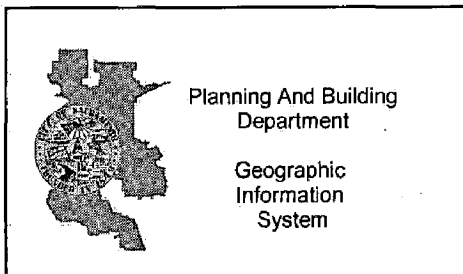 Planning And Building
Department
Geographic
Information
System